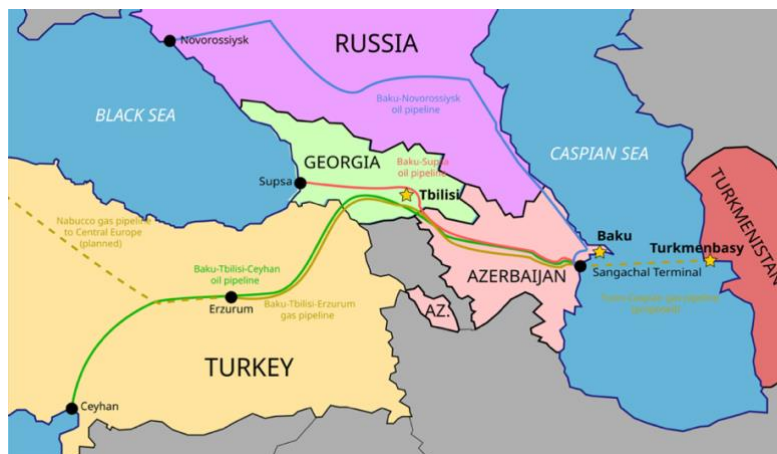 Novorossiysk
RUSSIA
BLACK SEA
Baku-Novorossiysk
oil pipeline
CASPIAN SEA
GEORGIA
Baku-Supsa
oil pipeline
Supsa
Tbilisi
TURKMENISTAN
Nabucco gas pipeline
to Central Europe
(planned)
Baku
Turkmenbasy
Baku-Tbilisi-Ceyhan
oil pipeline
AZERBAIJAN
Sangachal Terminal
Erzurum
Baku-Tbilisi-Erzurum
gas pipeline
AZ.
TURKEY
Ceyhan